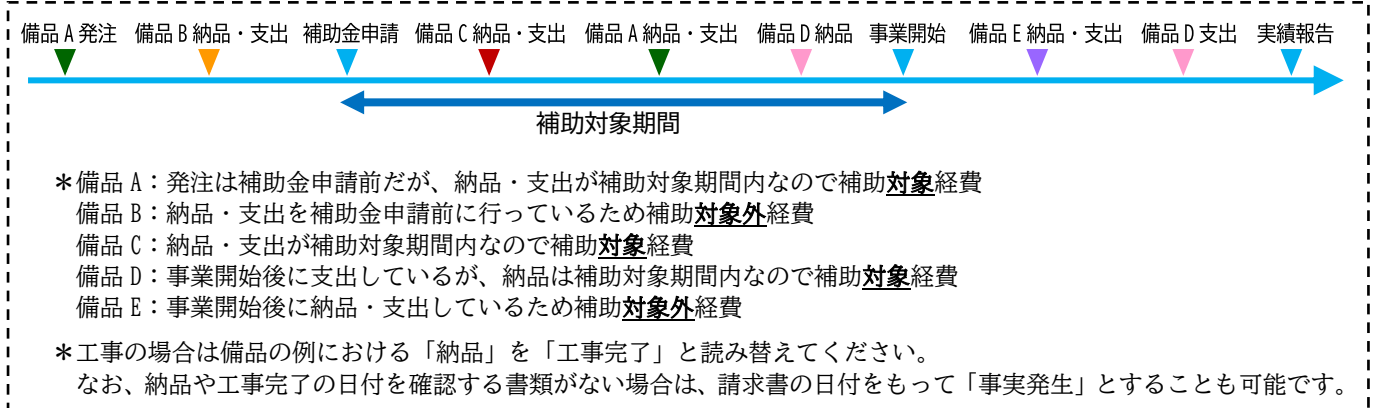 備品A発注 備品B納品・支出 補助金申請 備品C納品・支出 備品A納品・支出 備品D納品 事業開始 備品E納品・支出 備品D支出 実績報告
補助対象期間
＊備品A：発注は補助金申請前だが、納品・支出が補助対象期間内なので補助対象経費
備品B：納品・支出を補助金申請前に行っているため補助対象外経費
備品C：納品・支出が補助対象期間内なので補助対象経費
備品D：事業開始後に支出しているが、納品は補助対象期間内なので補助対象経費
備品E：事業開始後に納品・支出しているため補助対象外経費
＊工事の場合は備品の例における「納品」を「工事完了」と読み替えてください。
なお、納品や工事完了の日付を確認する書類がない場合は、請求書の日付をもって「事実発生」とすることも可能です。